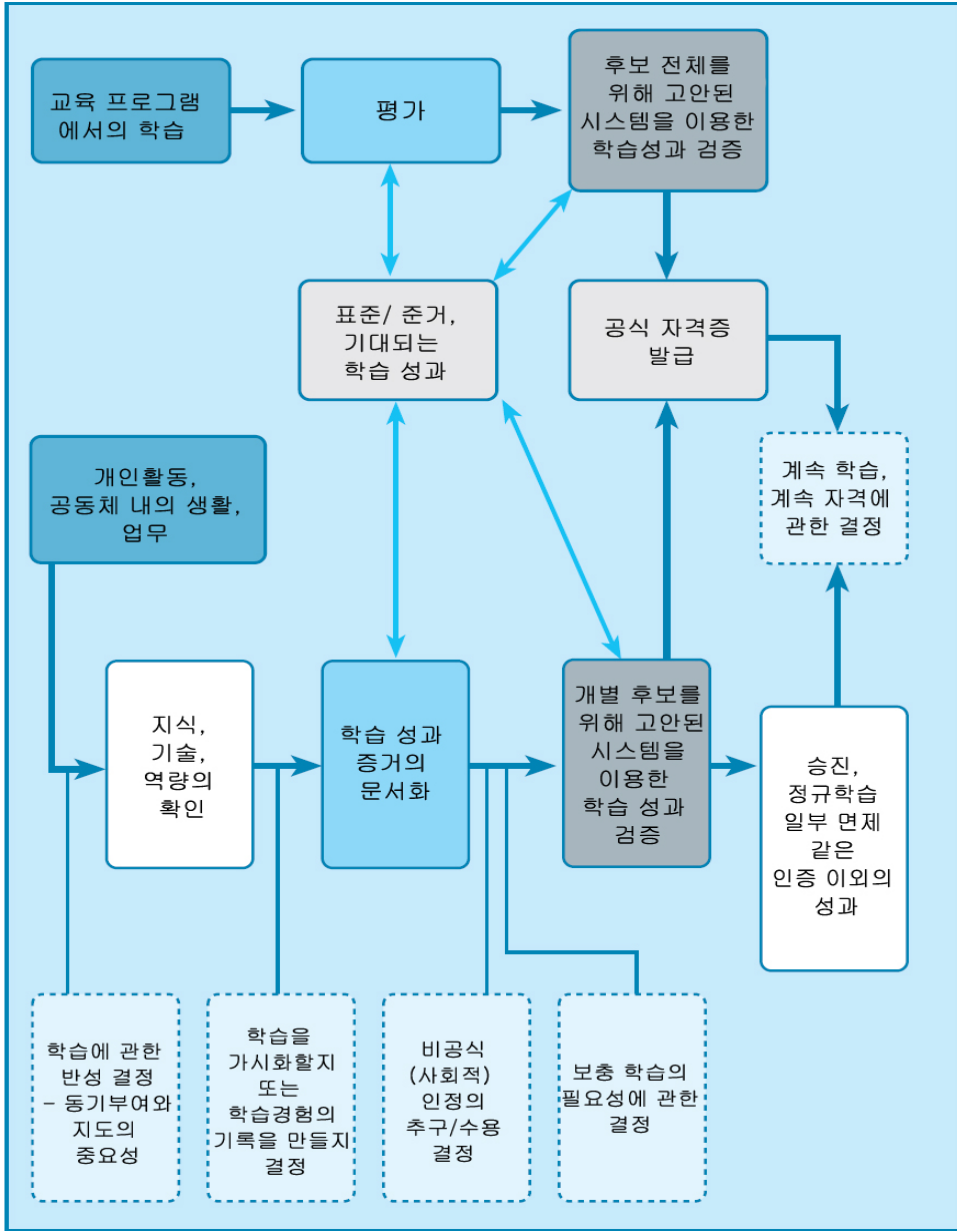 교육 프로그램
에서의 학습
평가
후보 전체를
위해 고안된
시스템을 이용한
학습성과 검증
표준/ 준거,
기대되는
학습 성과
공식 자격증
발급
개인활동,
공동체 내의 생활,
업무
계속 학습,
계속 자격에
관한 결정
지식,
기술,
역량의
확인
학습 성과
증거의
문서화
개별 후보를
위해 고안된
시스템을
이용한
학습 성과
검증
승진,
정규학습
일부 면제
같은
인증 이외의
성과
학습에 관한
반성 결정
– 동기부여와
지도의
중요성
학습을
가시화할지
또는
학습경험의
기록을 만들지
결정
비공식
(사회적)
인정의
추구/수용
결정
보충 학습의
필요성에 관한
결정